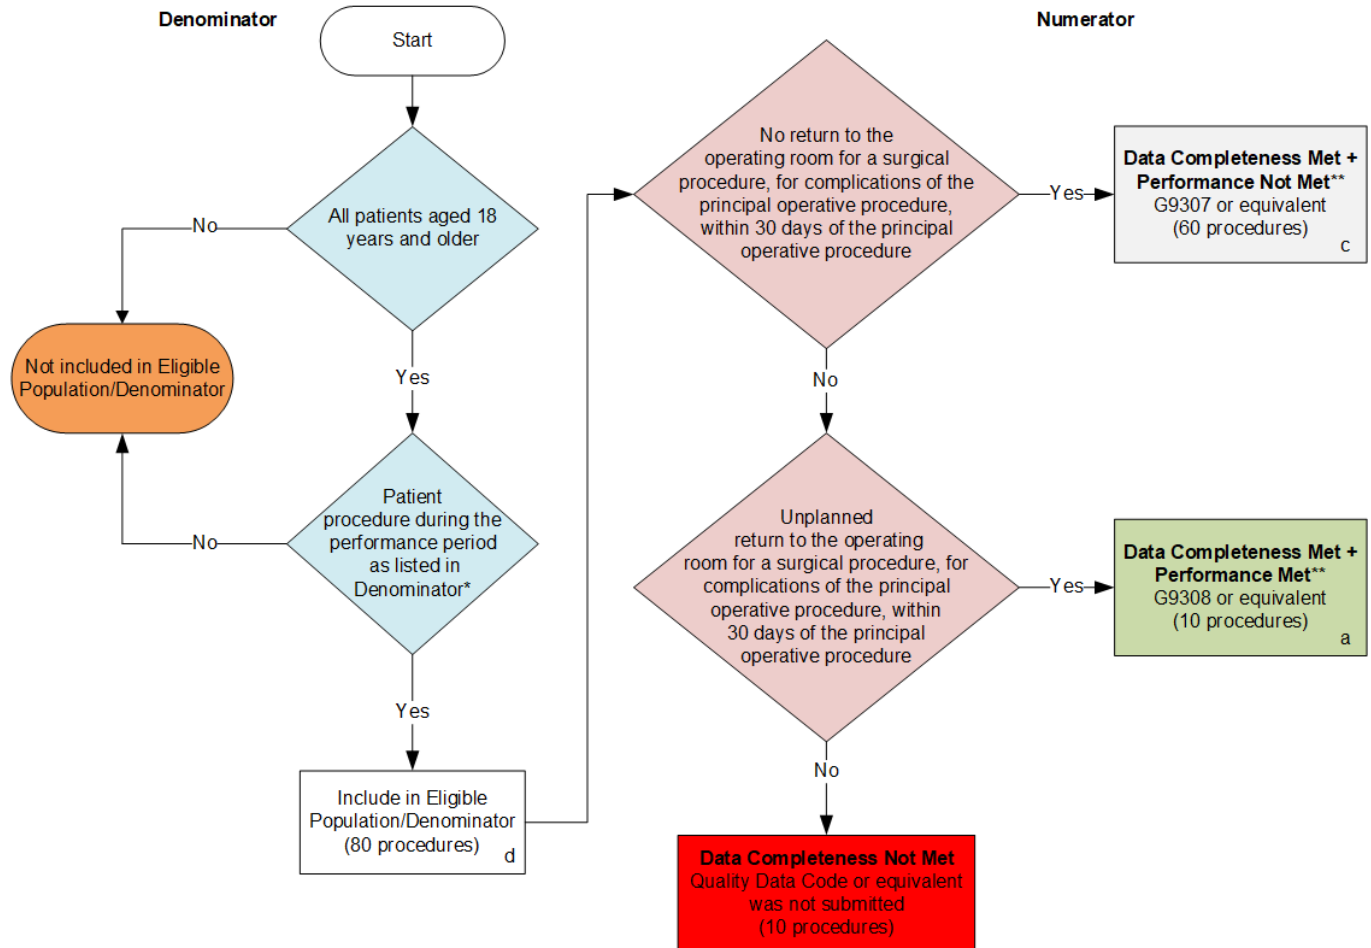 Denominator
Start
All patients aged 18
years and older
No
Not included in Eligible
Population/Denominator
Yes
Patient
procedure during the
performance period
as listed in
Denominator*
No
Yes
Include in Eligible
Population/Denominator
(80 procedures)
d
Numerator
No return to the
operating room for a surgical
procedure, for complications of the
principal operative procedure,
within 30 days of the principal
operative procedure
Yes
Data Completeness Met +
Performance Not Met**
G9307 or equivalent
(60 procedures)
c
No
Unplanned
return to the operating
room for a surgical procedure, for
complications of the principal
operative procedure, within
30 days of the principal
operative procedure
Yes
Data Completeness Met +
Performance Met**
G9308 or equivalent
(10 procedures)
a
No
Data Completeness Not Met
Quality Data Code or equivalent
was not submitted
(10 procedures)